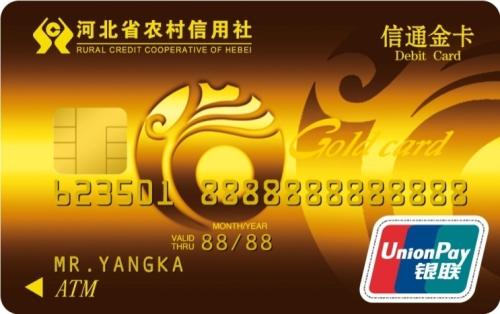 河北省农村信用社
RURAL CREDIT COOPERATIVE OF HEBEI
信通金卡
Debit Card
Gold card
623501 8888888888888
MONTH/YEAR
VALID THRU 88/88
MR.YANGKA
ATM
UnionPay
银联